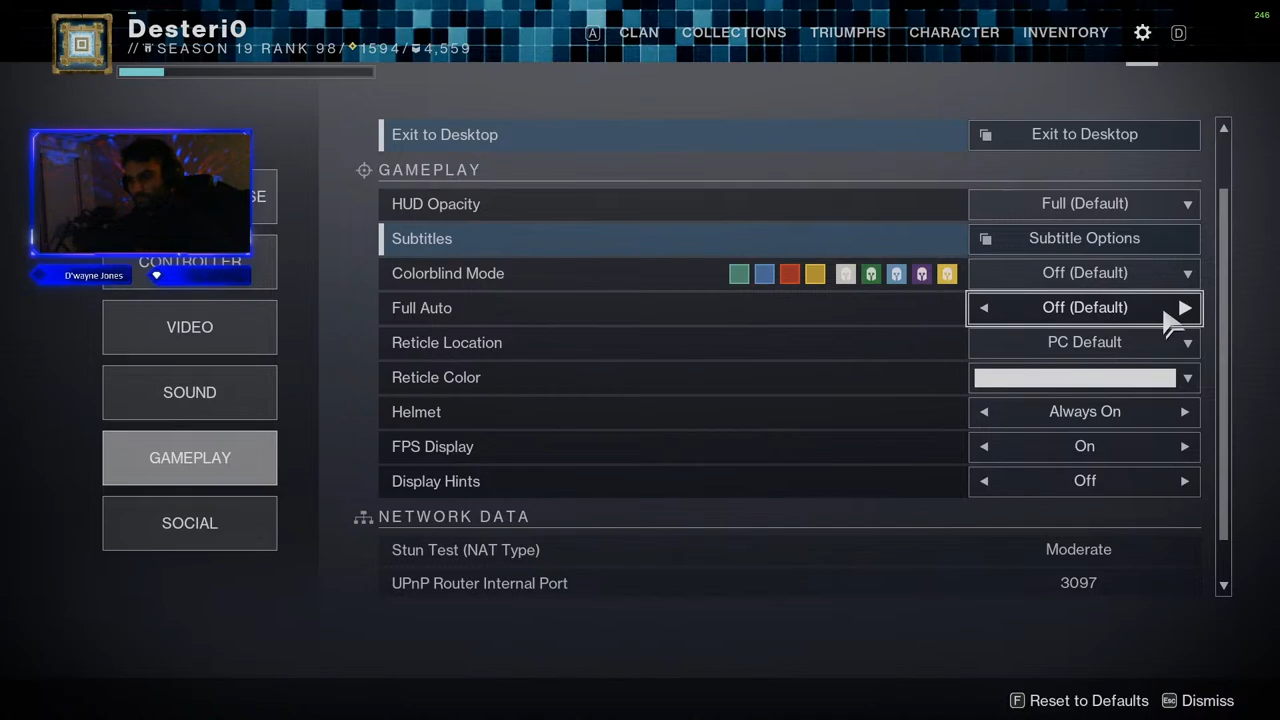 246
Desteri0
// SEASON 19 RANK 98/ 1594/ 4,559
A CLAN COLLECTIONS TRIUMPHS CHARACTER INVENTORY D
Exit to Desktop Exit to Desktop
GAMEPLAY
HUD Opacity Full (Default)
Subtitles Subtitle Options
Colorblind Mode Off (Default)
Full Auto Off (Default)
Reticle Location PC Default
Reticle Color
Helmet Always On
FPS Display On
Display Hints Off
NETWORK DATA
Stun Test (NAT Type) Moderate
UPnP Router Internal Port 3097
CONTROLLER
D'wayne Jones
VIDEO
SOUND
GAMEPLAY
SOCIAL
F Reset to Defaults Esc Dismiss